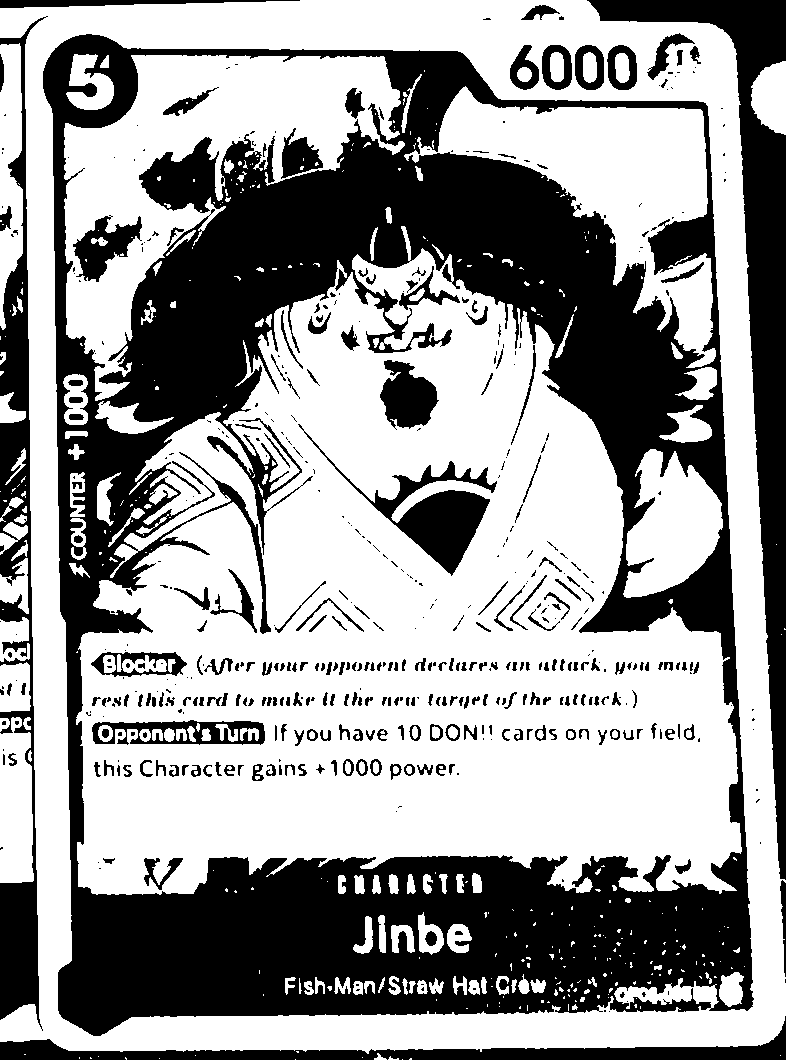 5
6000
COUNTER +1000
Blocker (After your opponent declares an attack, you may
rest this card to make it the new target of the attack.)
Opponent's Turn If you have 10 DON!! cards on your field,
this Character gains +1000 power.
CHARACTER
Jinbe
Fish-Man/Straw Hat Crew